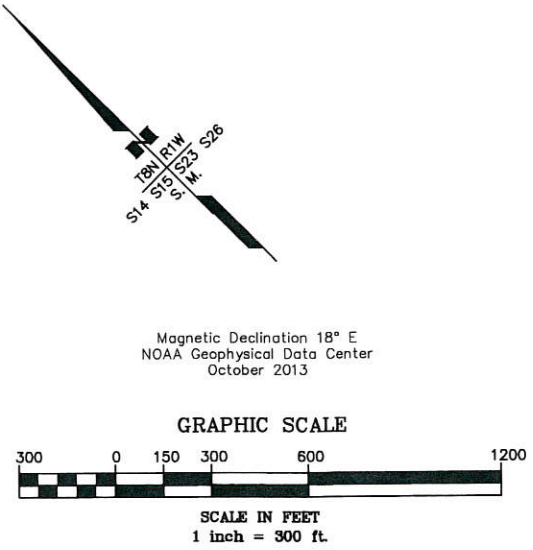 N
T8N R1W
S14 S15 S23 S26
S. M.
Magnetic Declination 18° E
NOAA Geophysical Data Center
October 2013
GRAPHIC SCALE
300 0 150 300 600 1200
SCALE IN FEET
1 inch = 300 ft.